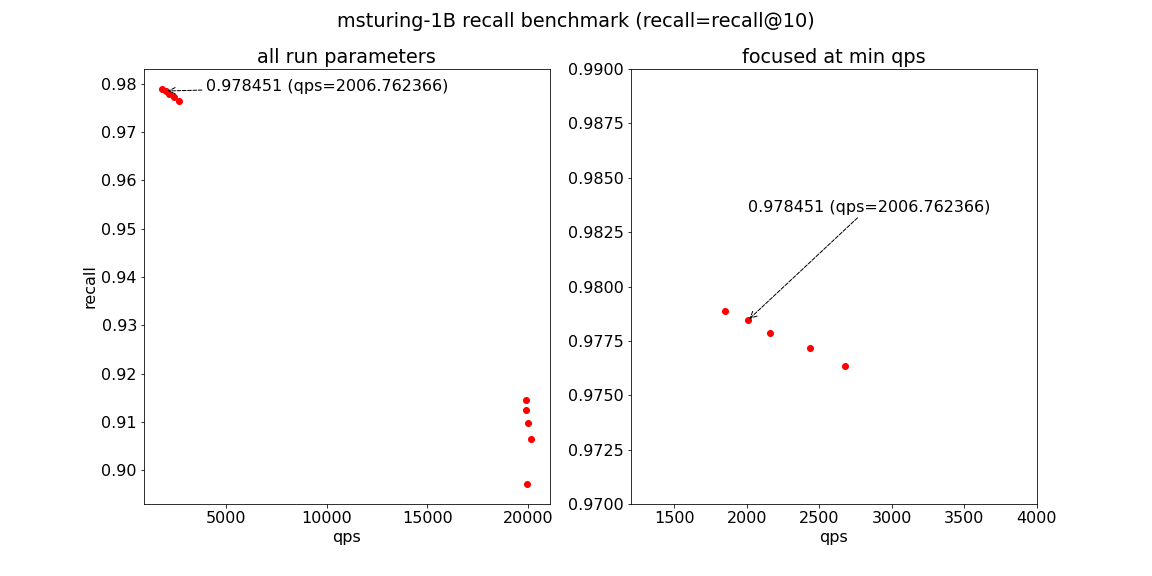 msturing-1B recall benchmark (recall=recall@10)
all run parameters
0.98
0.97
0.96
0.95
0.94
0.93
0.92
0.91
0.90
recall
0.978451 (qps=2006.762366)
5000 10000 15000 20000
qps
focused at min qps
0.9900
0.9875
0.9850
0.9825
0.9800
0.9775
0.9750
0.9725
0.9700
0.978451 (qps=2006.762366)
1500 2000 2500 3000 3500 4000
qps